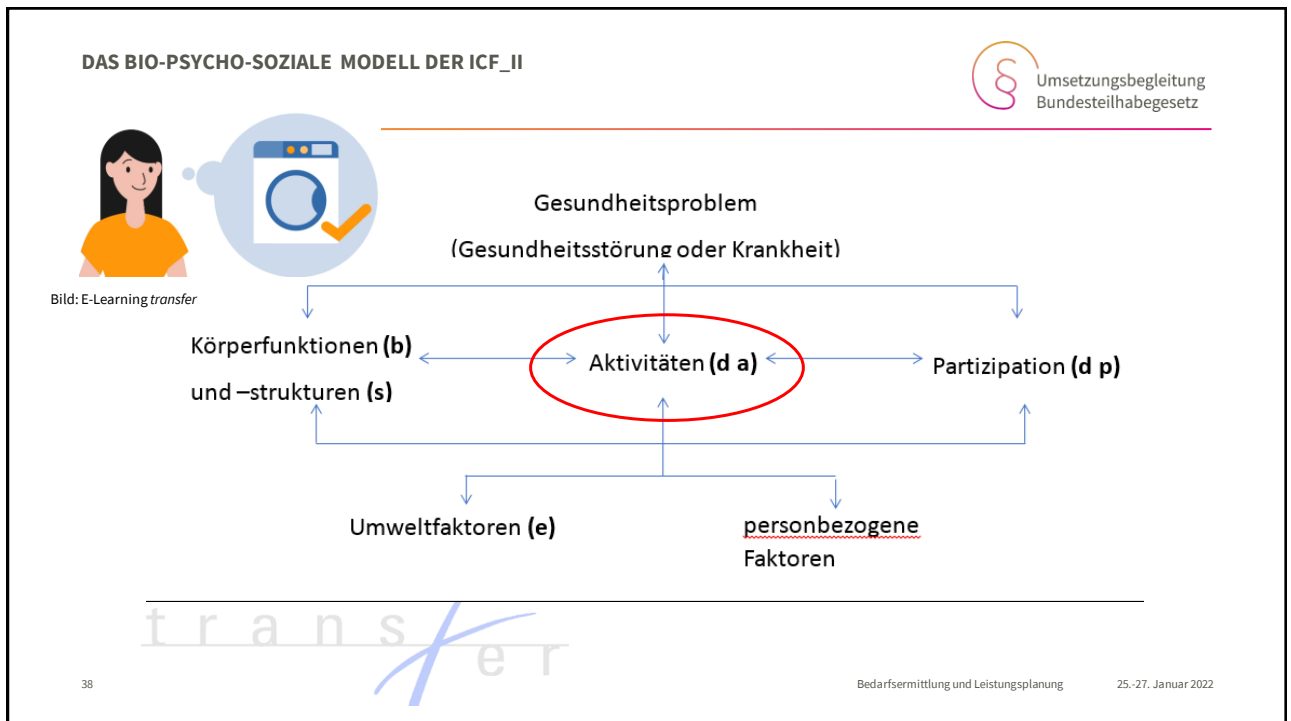 DAS BIO-PSYCHO-SOZIALE MODELL DER ICF_II
Umsetzungsbegleitung
Bundesteilhabegesetz
Gesundheitsproblem
(Gesundheitsstörung oder Krankheit)
Bild: E-Learning transfer
Körperfunktionen (b)
und –strukturen (s)
Aktivitäten (d a)
Partizipation (d p)
Umweltfaktoren (e)
personbezogene
Faktoren
transfer
38
Bedarfsermittlung und Leistungsplanung
25.-27. Januar 2022